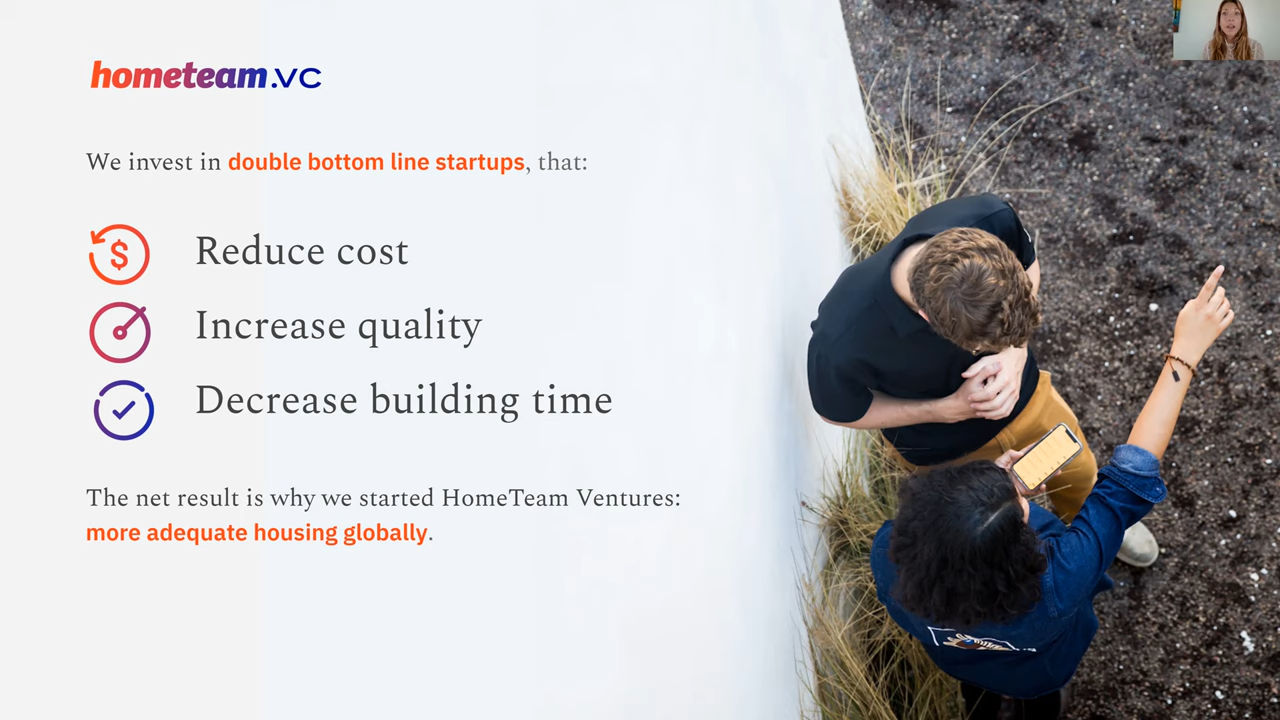 hometeam.vc
We invest in double bottom line startups, that:
$
Reduce cost
Increase quality
Decrease building time
The net result is why we started HomeTeam Ventures:
more adequate housing globally.